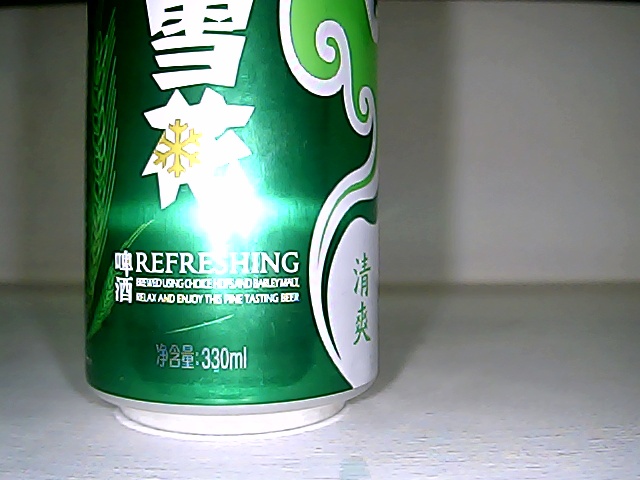 雪花
啤酒
REFRESHING
BREWED USING CHOICE HOPS AND BARLEY MALT,
RELAX AND ENJOY THIS FINE TASTING BEER
清爽
净含量:330ml